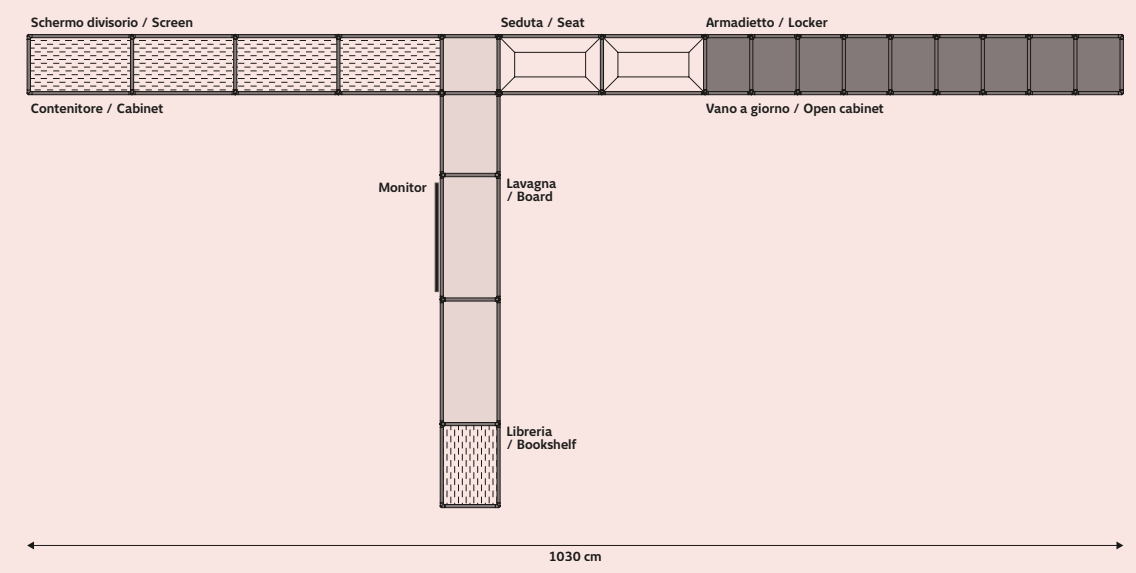 Schermo divisorio / Screen
Seduta / Seat
Armadietto / Locker
Contenitore / Cabinet
Vano a giorno / Open cabinet
Monitor
Lavagna
/ Board
Libreria
/ Bookshelf
1030 cm